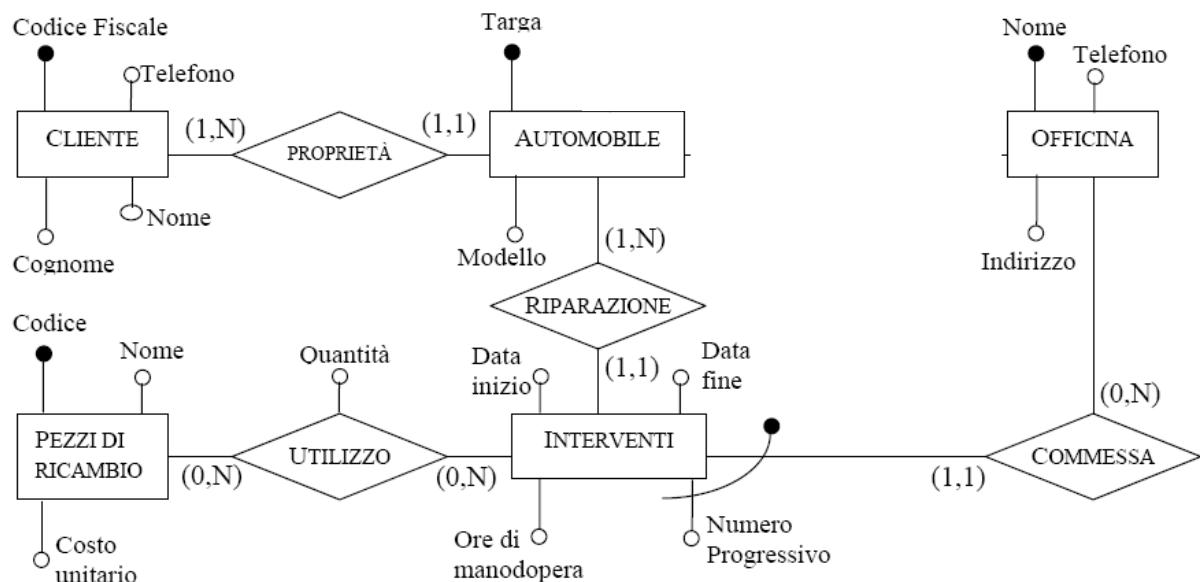 Codice Fiscale
Targa
Nome
Telefono
Telefono
CLIENTE
(1,N)
PROPRIETÀ
(1,1)
AUTOMOBILE
OFFICINA
Nome
Cognome
Modello
(1,N)
Indirizzo
RIPARAZIONE
Codice
Nome
Quantità
Data
inizio
(1,1)
Data
fine
(0,N)
PEZZI DI
RICAMBIO
(0,N)
UTILIZZO
(0,N)
INTERVENTI
(1,1)
COMMESSA
Costo
unitario
Ore di
manodopera
Numero
Progressivo